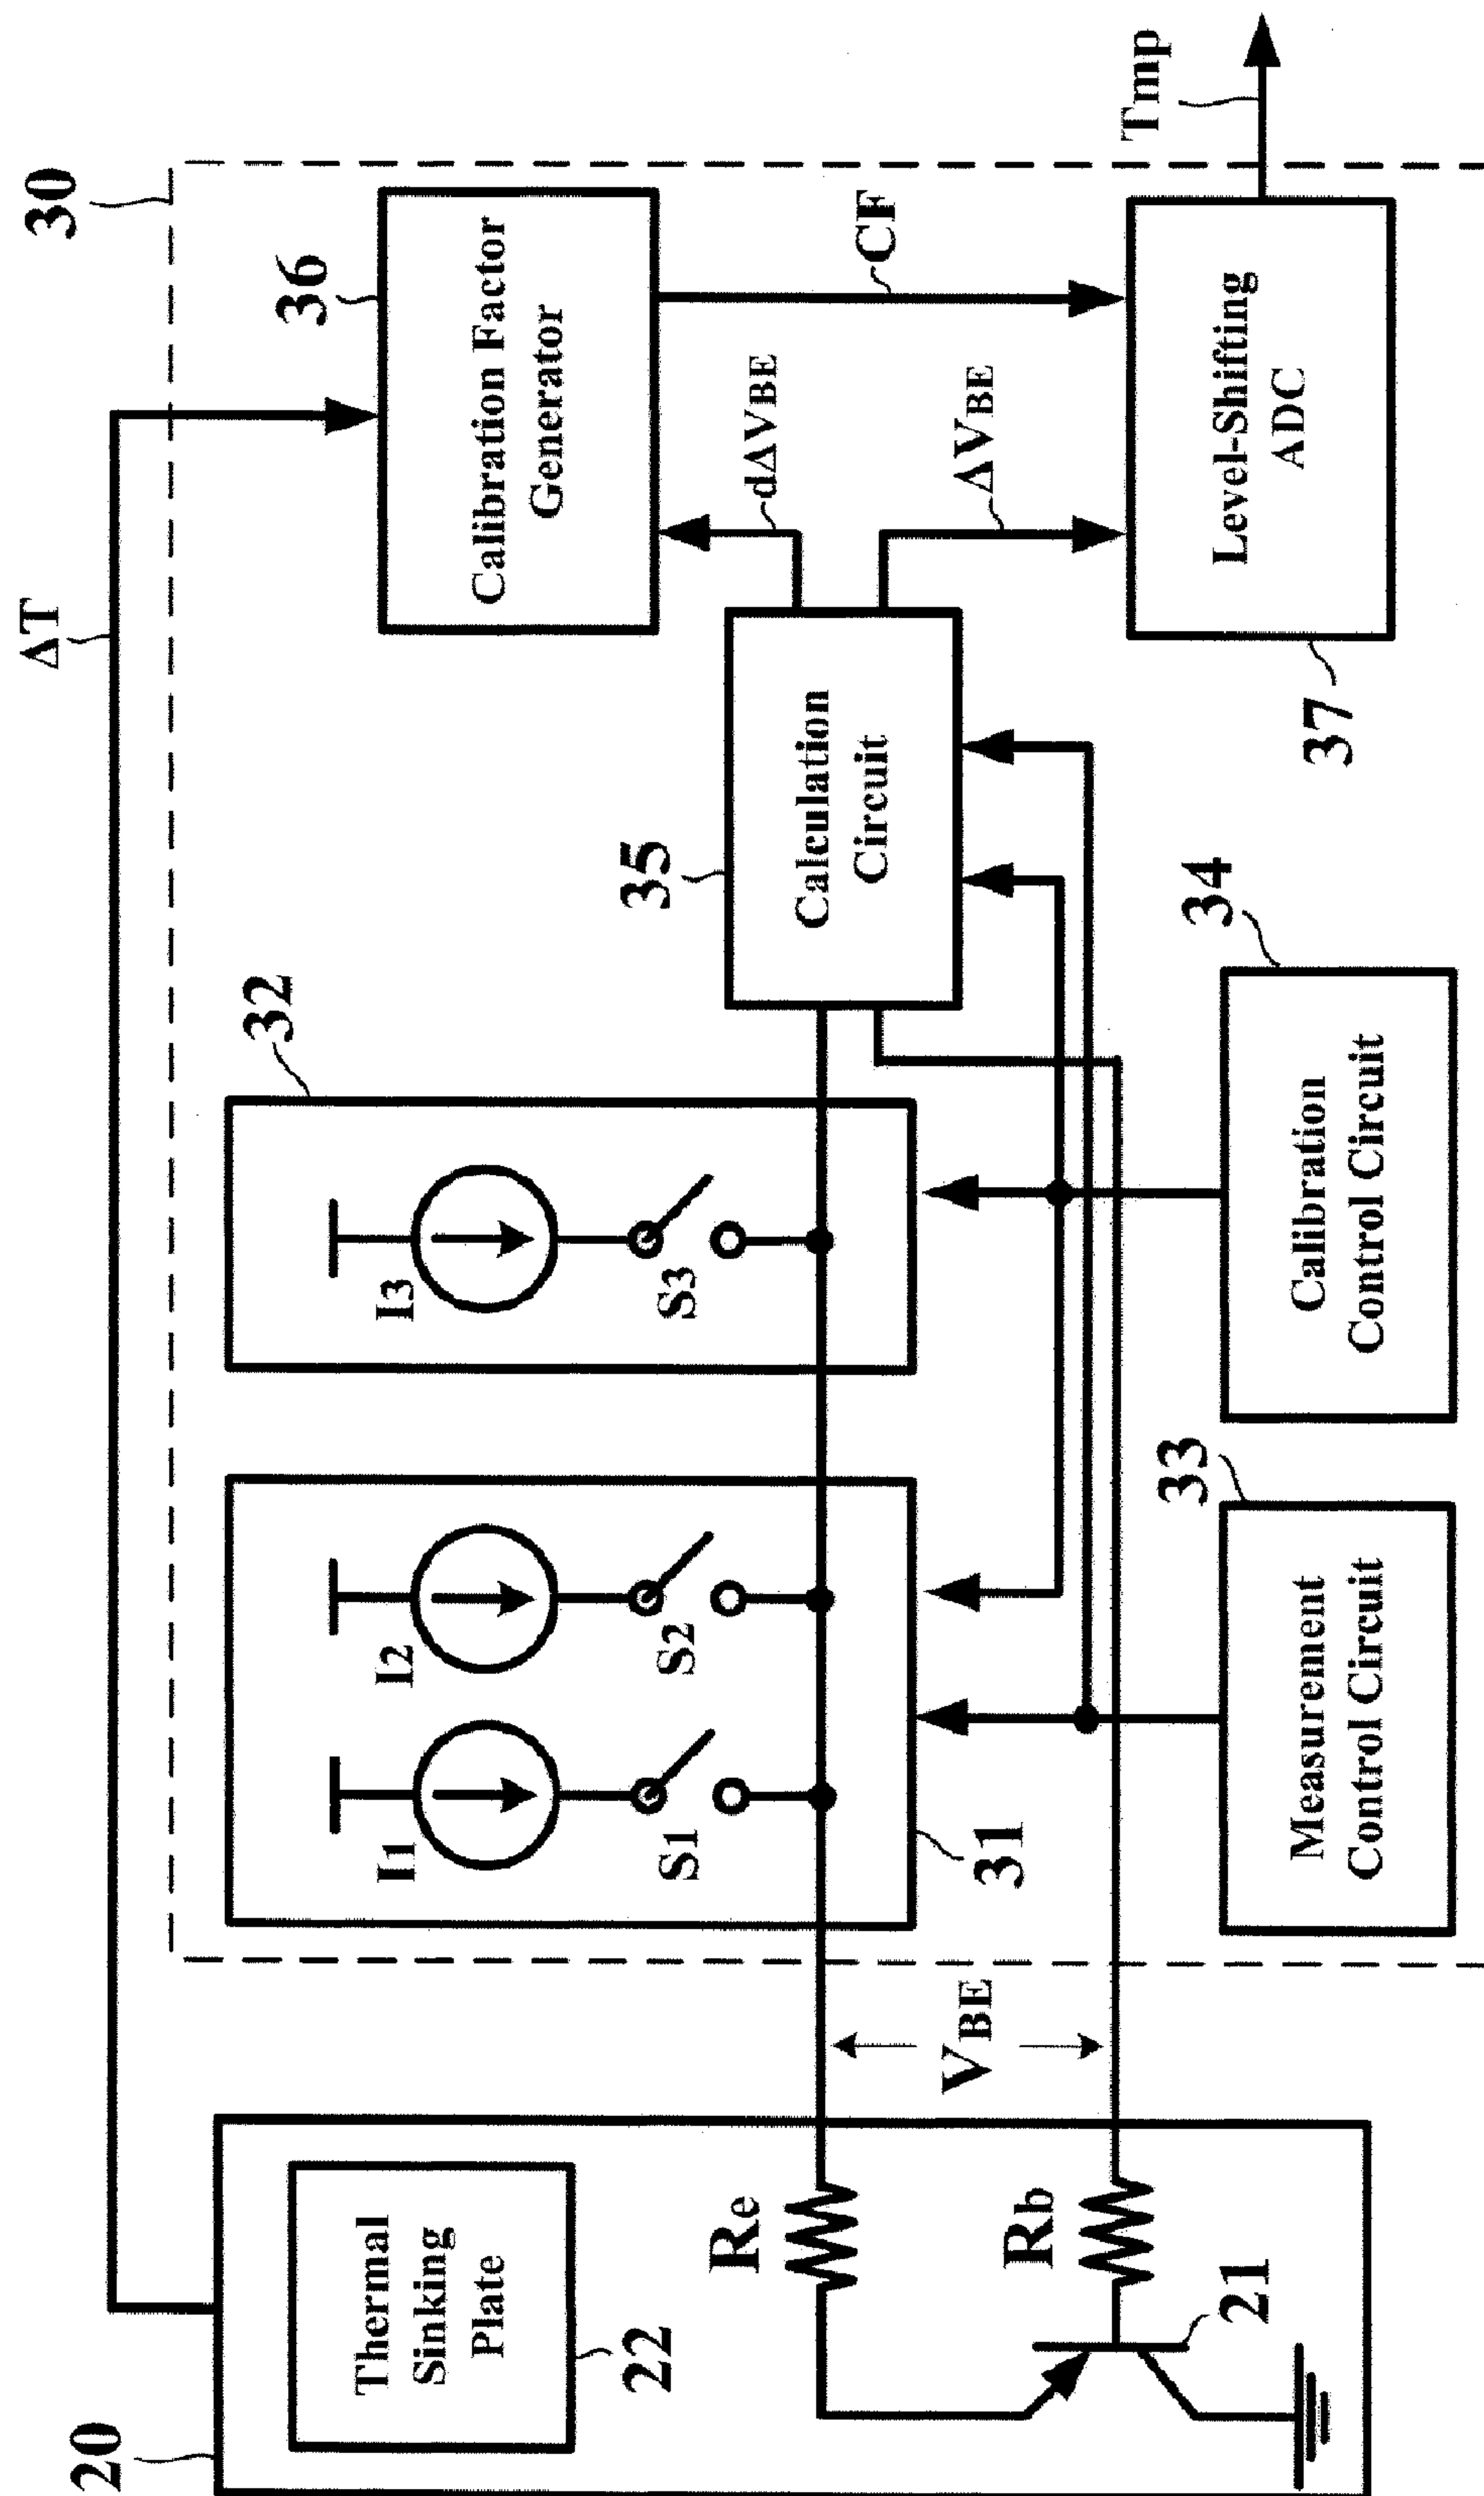 ΔT
30
36
Calibration Factor
Generator
CF
dΔVBE
ΔVBE
Level-Shifting
ADC
37
Tmp
35
Calculation
Circuit
32
I3
S3
34
Calibration
Control Circuit
I1
S1
I2
S2
31
33
Measurement
Control Circuit
VBE
20
Thermal
Sinking
Plate
22
Re
Rb
21